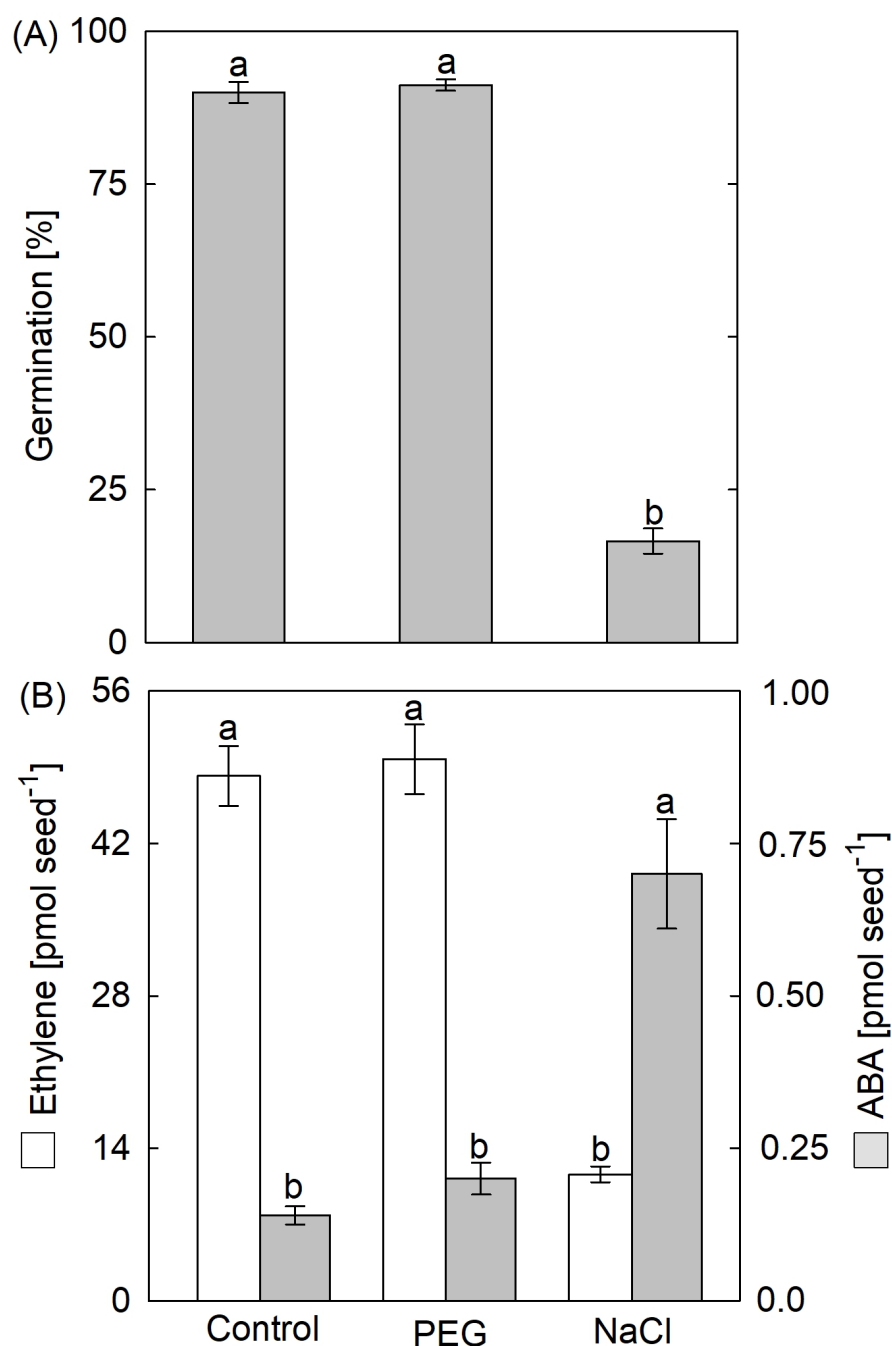 (A)
100
75
50
25
0
Germination [%]
a
a
b
(B)
56
42
28
14
0
Ethylene [pmol seed⁻¹]
a
b
a
b
b
a
1.00
0.75
0.50
0.25
0.0
ABA [pmol seed⁻¹]
Control PEG NaCl